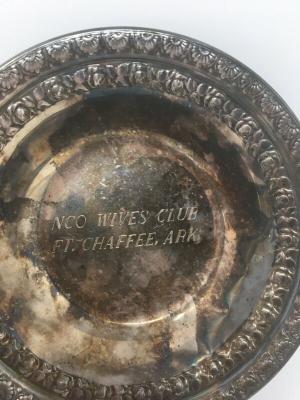 NCO WIVES' CLUB
FT. CHAFFEE, ARK.